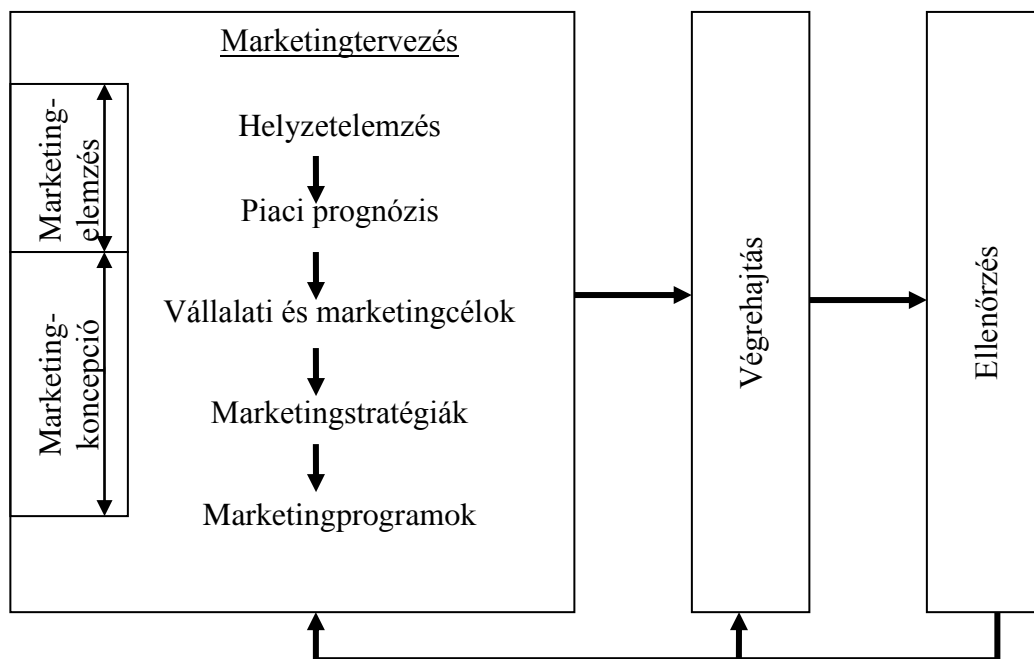 Marketingtervezés
Marketing-
elemzés
Marketing-
koncepció
Helyzetelemzés
Piaci prognózis
Vállalati és marketingcélok
Marketingstratégiák
Marketingprogramok
Végrehajtás
Ellenőrzés